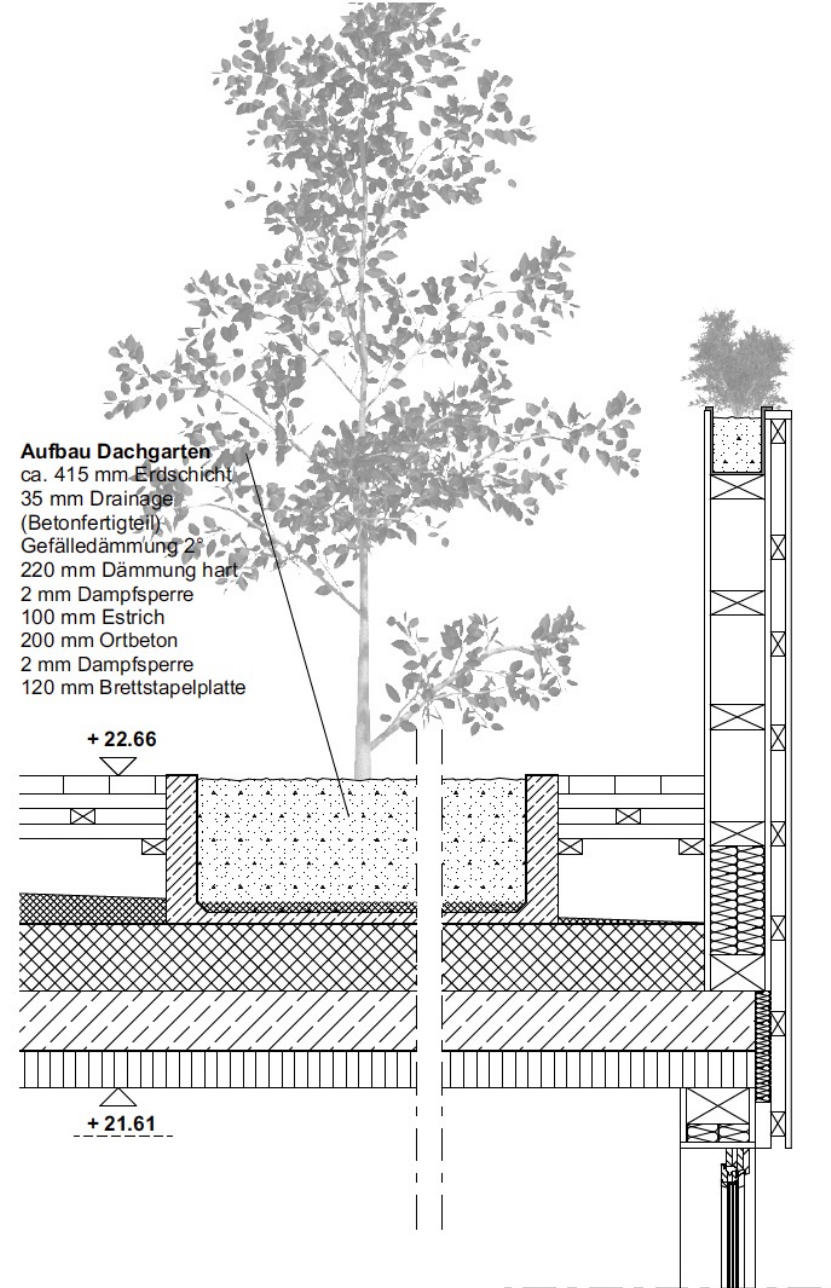 Aufbau Dachgarten
ca. 415 mm Erdschicht
35 mm Drainage
(Betonfertigteil)
Gefälledämmung 2°
220 mm Dämmung hart
2 mm Dampfsperre
100 mm Estrich
200 mm Ortbeton
2 mm Dampfsperre
120 mm Brettstapelplatte
+ 22.66
+ 21.61